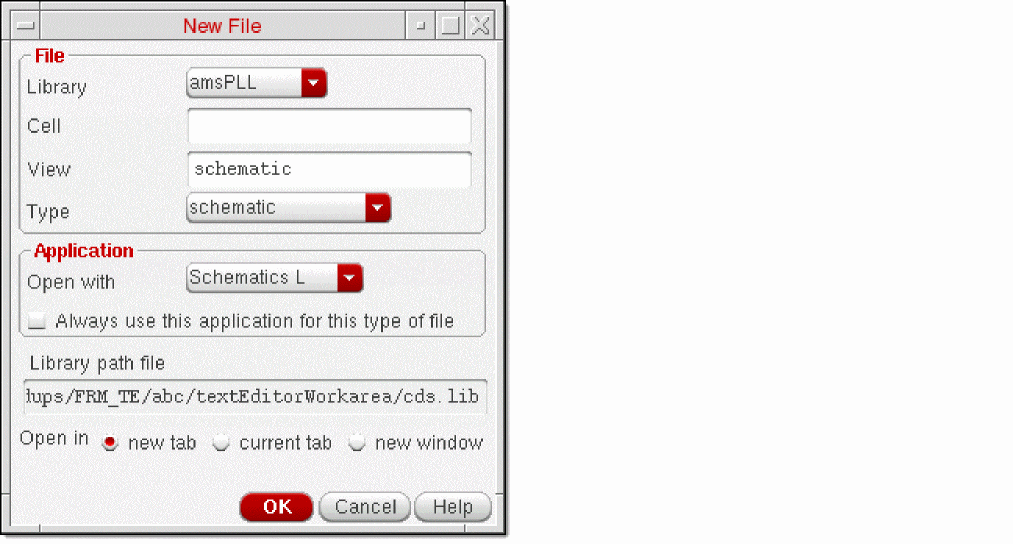 New File
File
Library amsPLL
Cell
View schematic
Type schematic
Application
Open with Schematics L
Always use this application for this type of file
Library path file
lups/FRM_TE/abc/textEditorWorkarea/cds.lib
Open in new tab current tab new window
OK Cancel Help